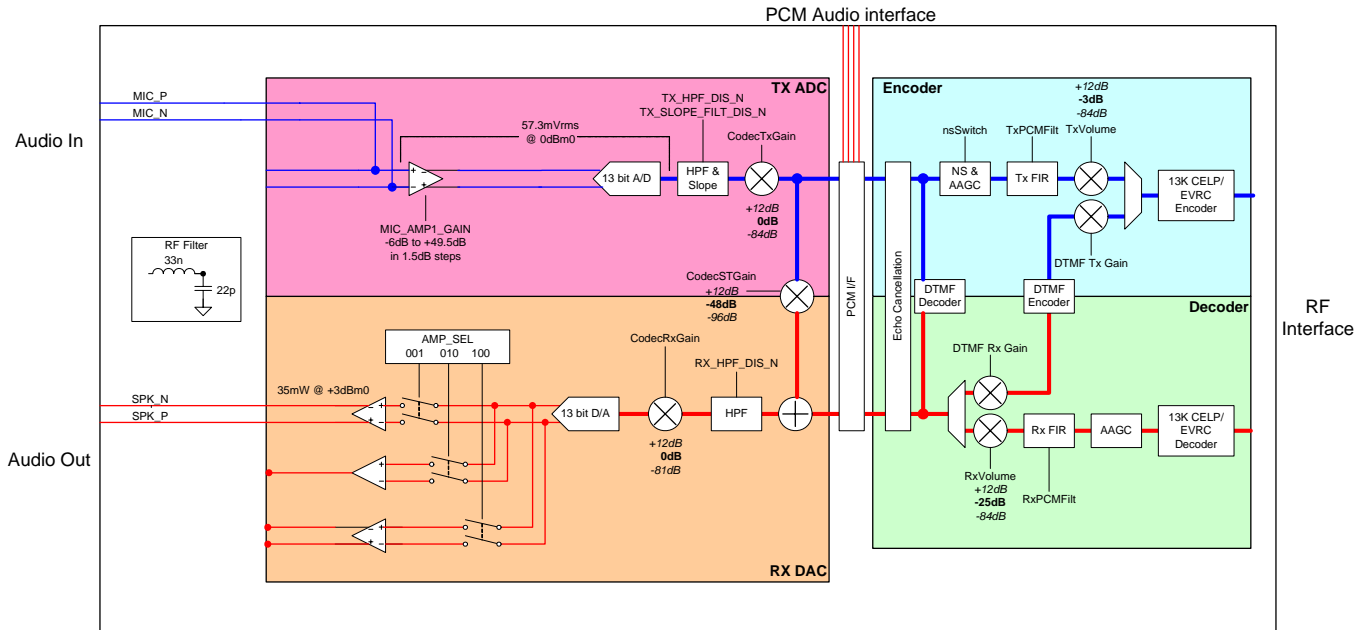 PCM Audio interface
Audio In
MIC_P
MIC_N
TX ADC
57.3mVrms
@ 0dBm0
TX_HPF_DIS_N
TX_SLOPE_FILT_DIS_N
CodecTxGain
13 bit A/D
HPF &
Slope
+12dB
0dB
-84dB
MIC_AMP1_GAIN
-6dB to +49.5dB
in 1.5dB steps
RF Filter
33n
22p
CodecSTGain
+12dB
-48dB
-96dB
PCM I/F
Echo Cancellation
Encoder
nsSwitch
TxPCMFilt
+12dB
-3dB
-84dB
TxVolume
NS &
AAGC
Tx FIR
13K CELP/
EVRC
Encoder
DTMF Tx Gain
DTMF
Decoder
DTMF
Encoder
Decoder
RF
Interface
DTMF Rx Gain
Rx FIR
AAGC
13K CELP/
EVRC
Decoder
RxVolume
+12dB
-25dB
-84dB
RxPCMFilt
AMP_SEL
001 010 100
CodecRxGain
RX_HPF_DIS_N
35mW @ +3dBm0
SPK_N
SPK_P
13 bit D/A
HPF
+12dB
0dB
-81dB
Audio Out
RX DAC